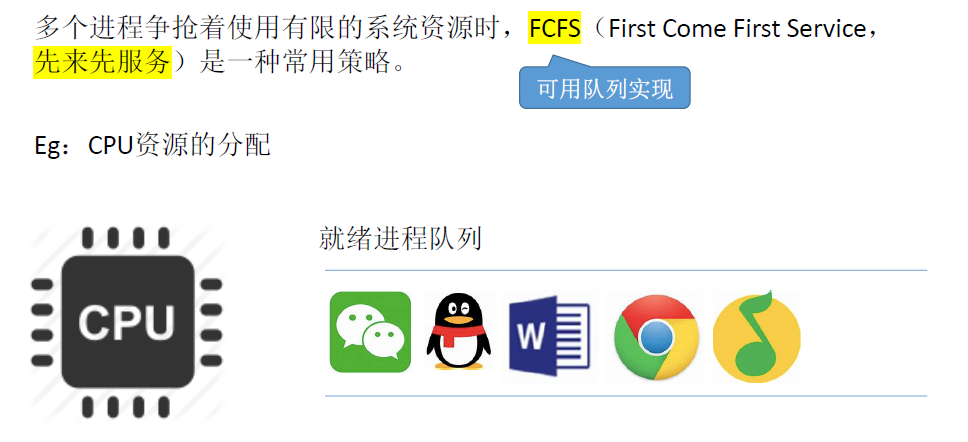 多个进程争抢着使用有限的系统资源时，FCFS（First Come First Service，
先来先服务）是一种常用策略。
可用队列实现
Eg：CPU资源的分配
就绪进程队列
CPU
W